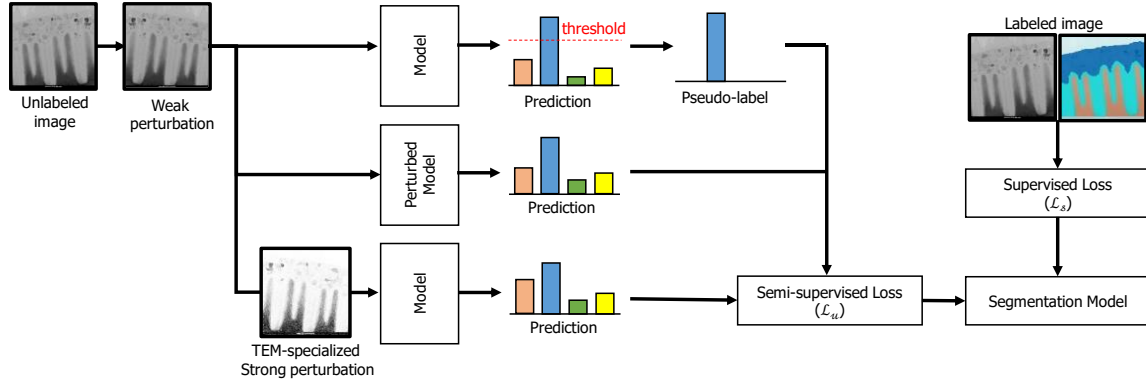 Unlabeled
image
Weak
perturbation
Model
threshold
Prediction
Pseudo-label
Labeled image
Perturbed
Model
Prediction
Supervised Loss
(ℒₛ)
TEM-specialized
Strong perturbation
Model
Prediction
Semi-supervised Loss
(ℒᵤ)
Segmentation Model